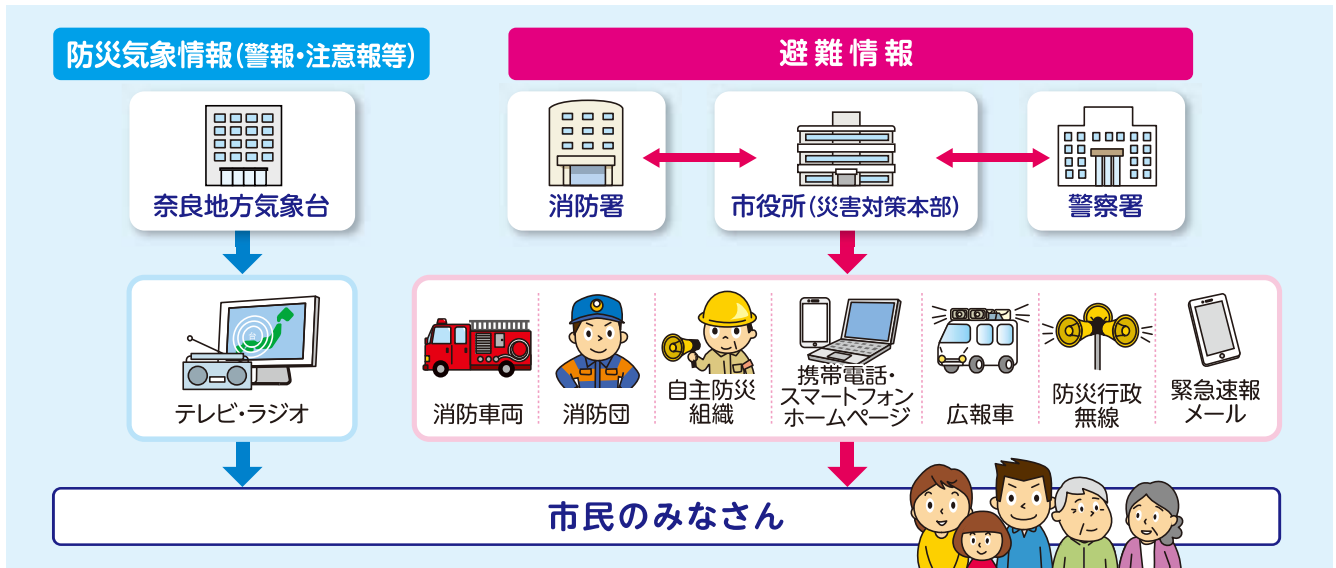 防災気象情報(警報・注意報等)
避難情報
奈良地方気象台
消防署
市役所(災害対策本部)
警察署
テレビ・ラジオ
消防車両
消防団
自主防災
組織
携帯電話・
スマートフォン
ホームページ
広報車
防災行政
無線
緊急速報
メール
市民のみなさん